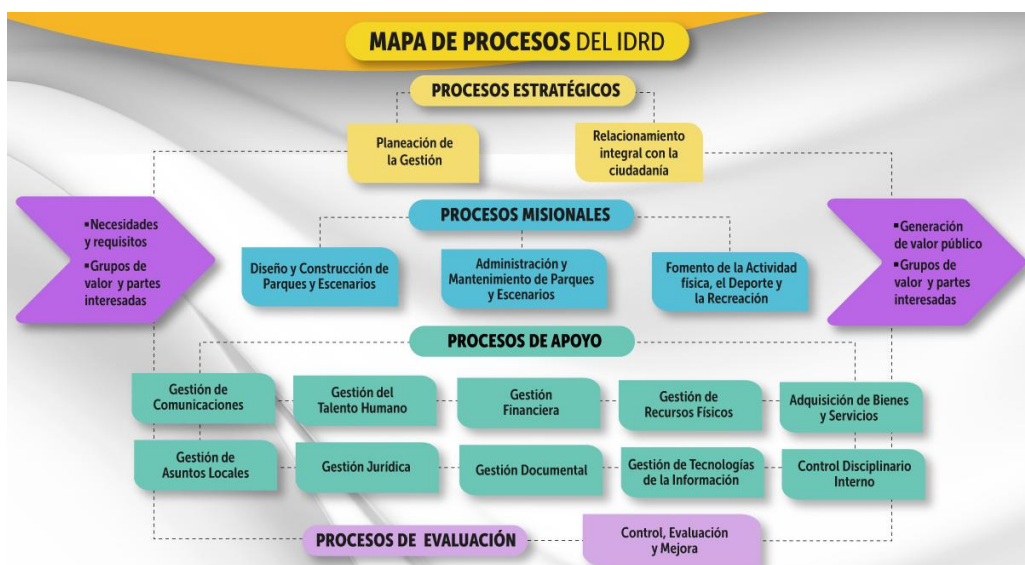 MAPA DE PROCESOS DEL IDRD
PROCESOS ESTRATÉGICOS
Planeación de
la Gestión
Relacionamiento
integral con la
ciudadanía
▪Necesidades
y requisitos
▪Grupos de
valor y partes
interesadas
PROCESOS MISIONALES
Diseño y Construcción de
Parques y Escenarios
Administración y
Mantenimiento de Parques
y Escenarios
Fomento de la Actividad
física, el Deporte y
la Recreación
▪Generación
de valor público
▪Grupos de
valor y partes
interesadas
PROCESOS DE APOYO
Gestión de
Comunicaciones
Gestión del
Talento Humano
Gestión
Financiera
Gestión de
Recursos Físicos
Adquisición de Bienes
y Servicios
Gestión de
Asuntos Locales
Gestión Jurídica
Gestión Documental
Gestión de Tecnologías
de la Información
Control Disciplinario
Interno
PROCESOS DE EVALUACIÓN
Control, Evaluación
y Mejora